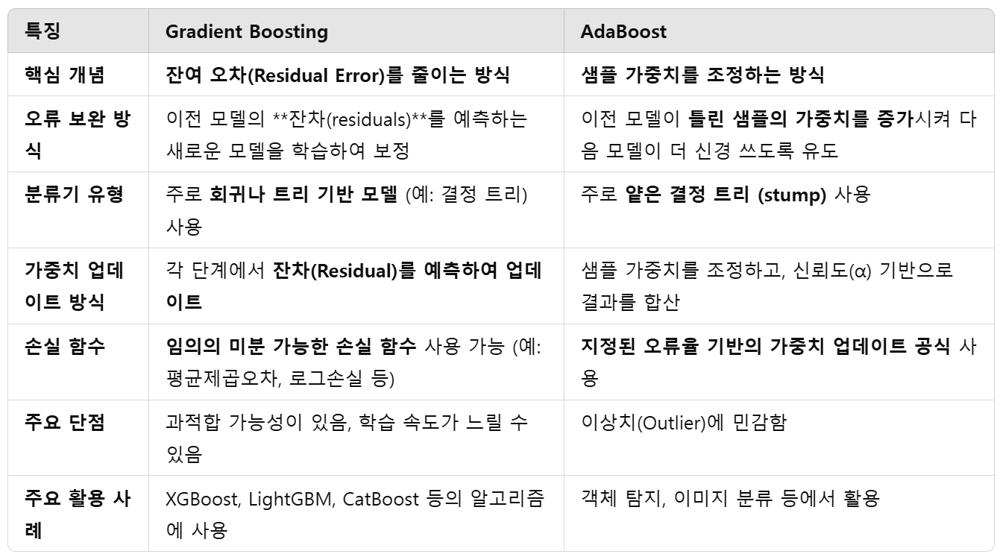 특징 Gradient Boosting AdaBoost
핵심 개념 잔여 오차(Residual Error)를 줄이는 방식 샘플 가중치를 조정하는 방식
오류 보완 방
식
이전 모델의 **잔차(residuals)**를 예측하는
새로운 모델을 학습하여 보정
이전 모델이 틀린 샘플의 가중치를 증가시켜 다
음 모델이 더 신경 쓰도록 유도
분류기 유형
주로 회귀나 트리 기반 모델 (예: 결정 트리)
사용
주로 얕은 결정 트리 (stump) 사용
가중치 업데
이트 방식
각 단계에서 잔차(Residual)를 예측하여 업데
이트
샘플 가중치를 조정하고, 신뢰도(α) 기반으로
결과를 합산
손실 함수
임의의 미분 가능한 손실 함수 사용 가능 (예:
평균제곱오차, 로그손실 등)
지정된 오류율 기반의 가중치 업데이트 공식 사
용
주요 단점
과적합 가능성이 있음, 학습 속도가 느릴 수
있음
이상치(Outlier)에 민감함
주요 활용 사
례
XGBoost, LightGBM, CatBoost 등의 알고리즘
에 사용
객체 탐지, 이미지 분류 등에서 활용